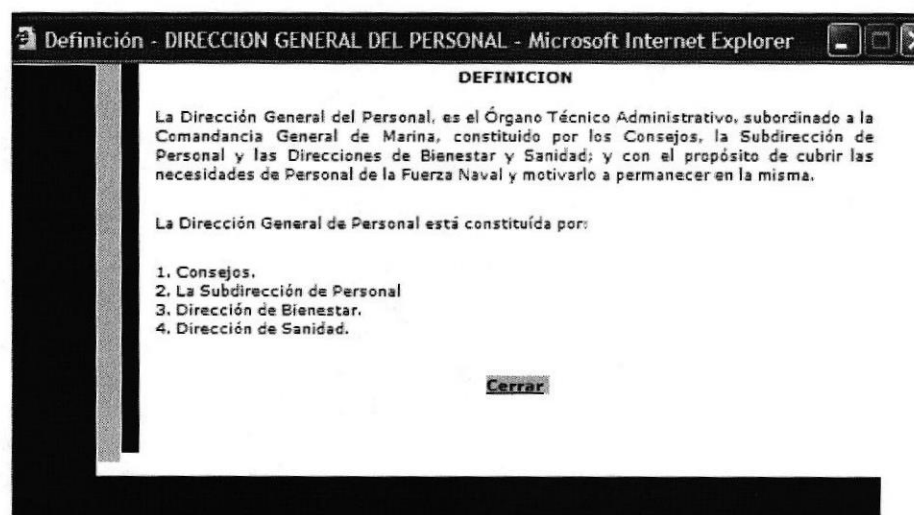 Definición - DIRECCION GENERAL DEL PERSONAL - Microsoft Internet Explorer
DEFINICION
La Dirección General del Personal, es el Órgano Técnico Administrativo, subordinado a la
Comandancia General de Marina, constituido por los Consejos, la Subdirección de
Personal y las Direcciones de Bienestar y Sanidad; y con el propósito de cubrir las
necesidades de Personal de la Fuerza Naval y motivarlo a permanecer en la misma.
La Dirección General de Personal está constituída por:
1. Consejos.
2. La Subdirección de Personal
3. Dirección de Bienestar.
4. Dirección de Sanidad.
Cerrar